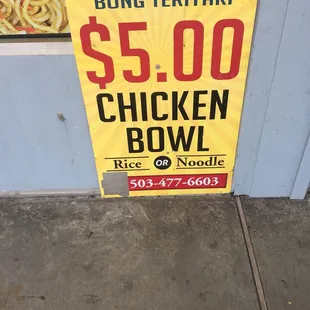 BONG TERIYAKI
$5.00
CHICKEN
BOWL
Rice OR Noodle
503-477-6603